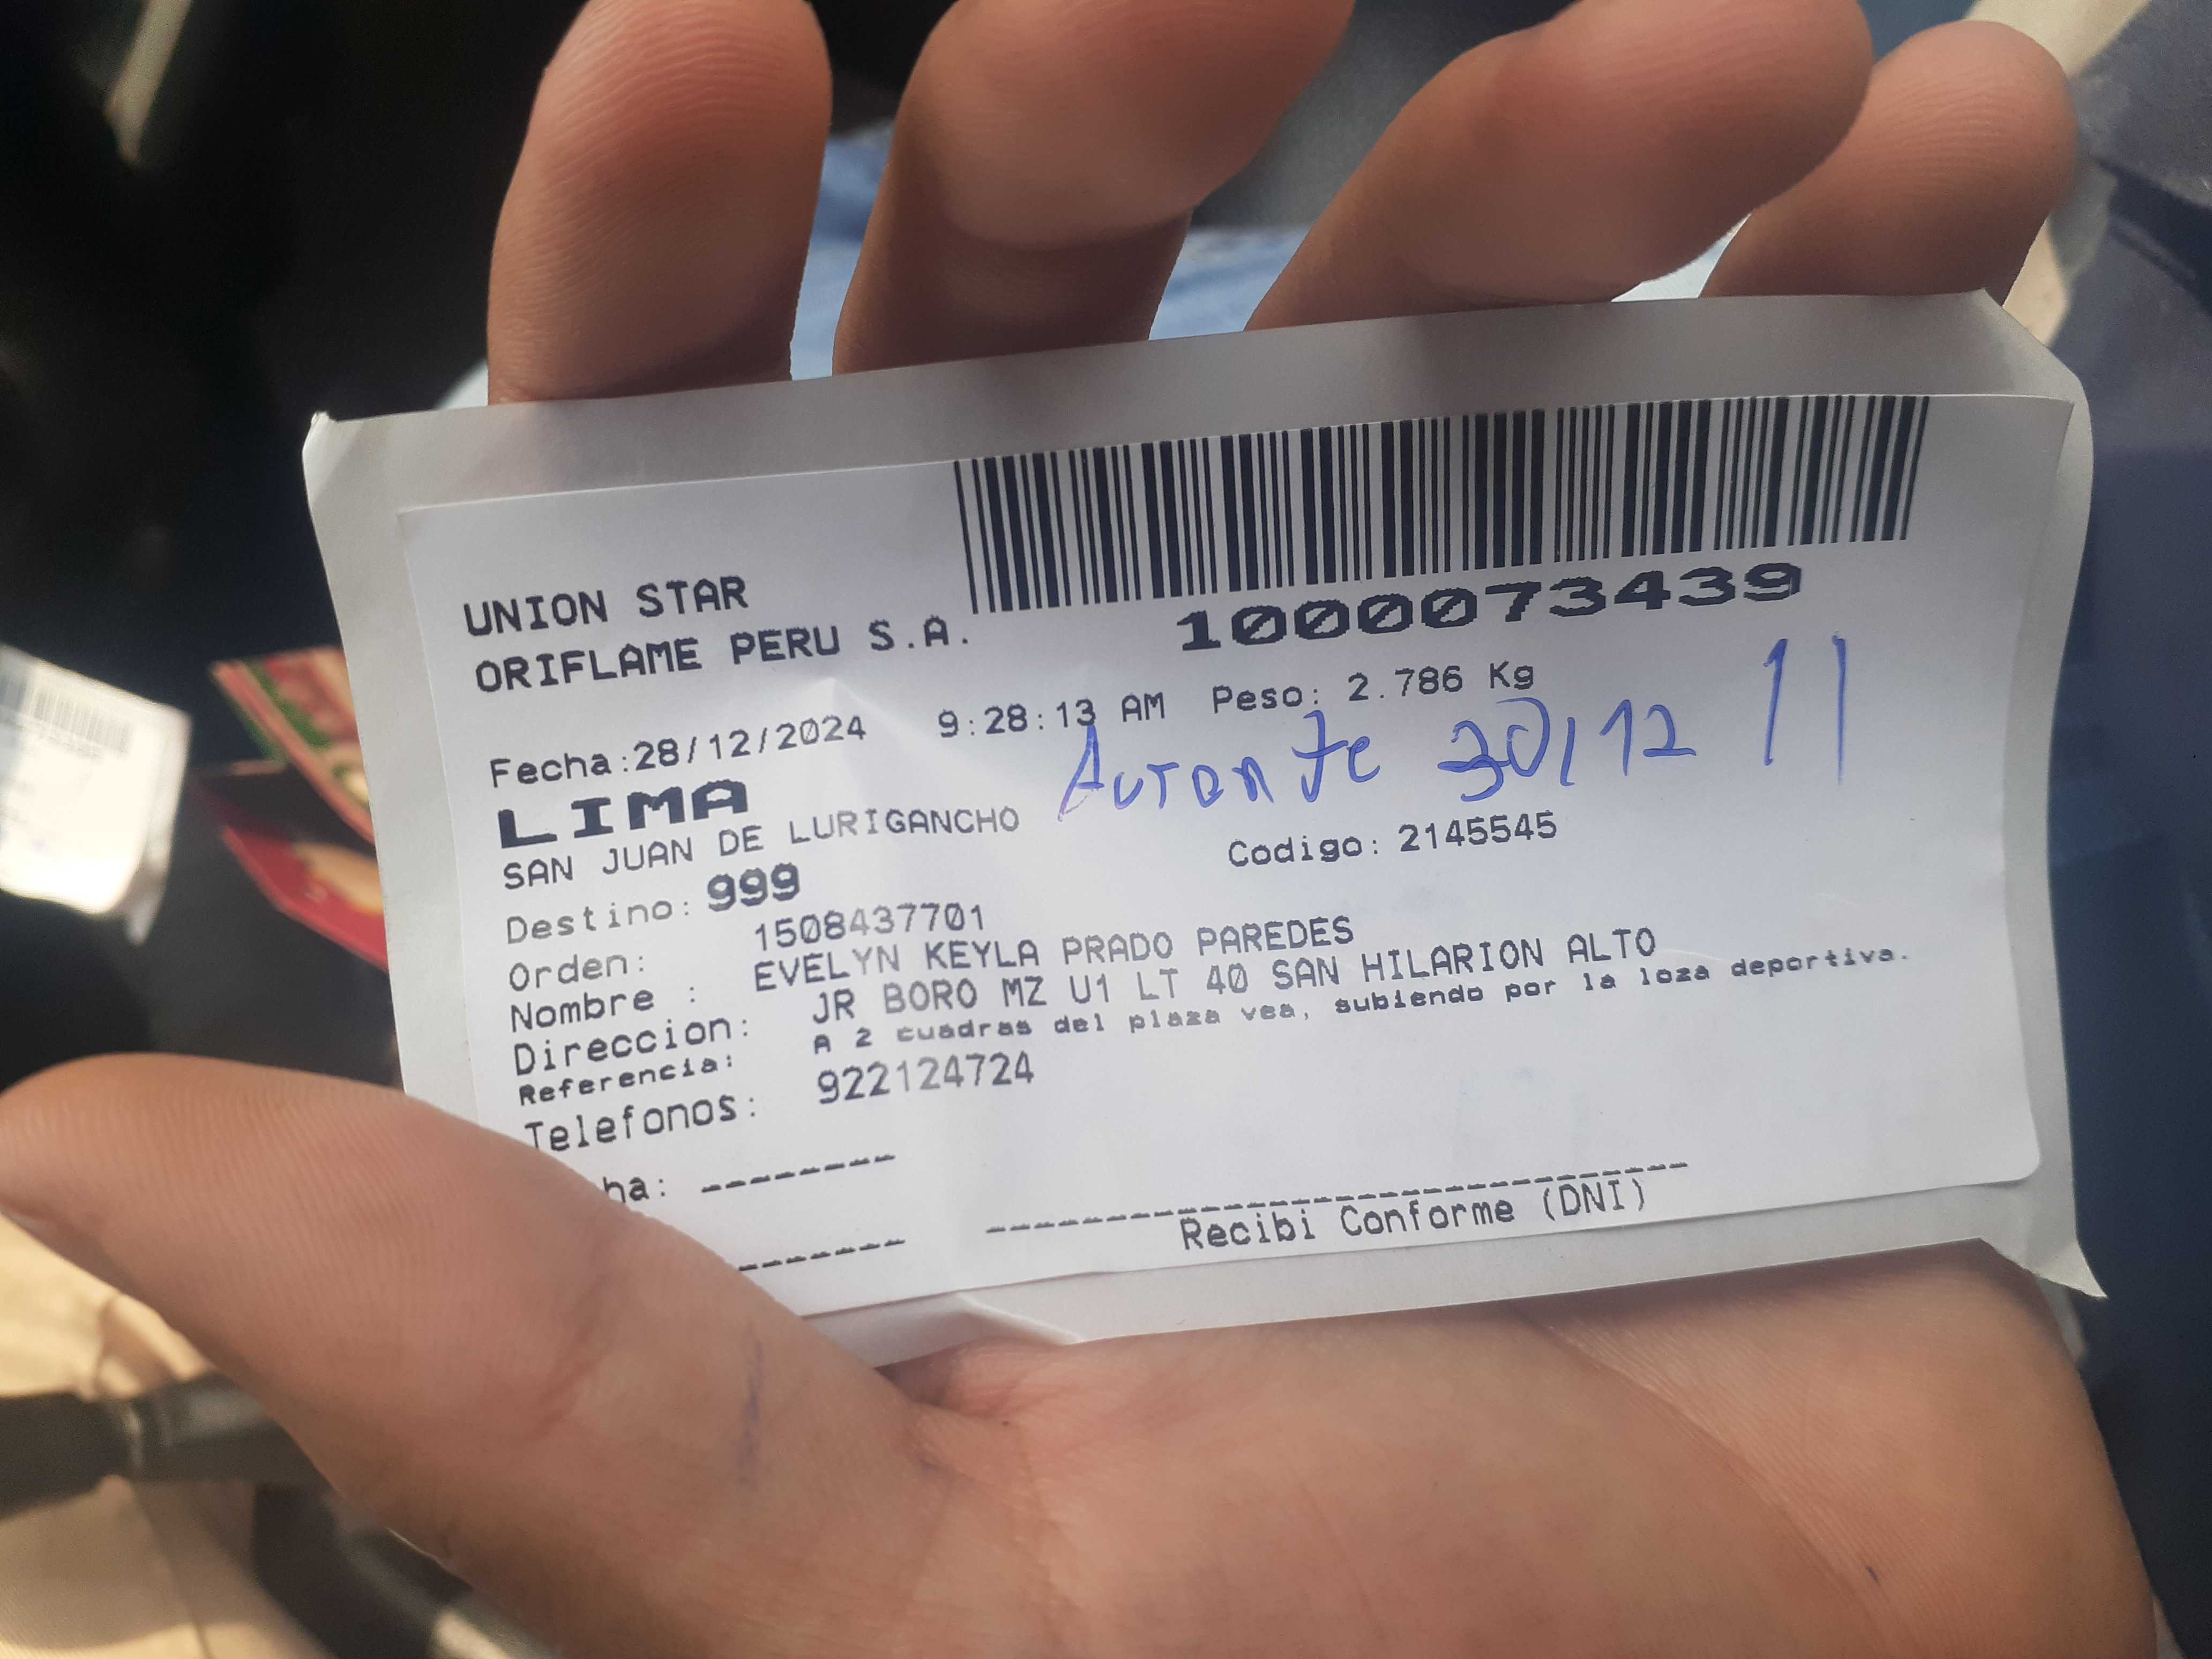 UNION STAR
ORIFLAME PERU S.A.
1000073439
Fecha:28/12/2024 9:28:13 AM Peso: 2.786 Kg
30/12
LIMA
SAN JUAN DE LURIGANCHO
Destino: 999 Codigo: 2145545
Orden: 1508437701
Nombre : EVELYN KEYLA PRADO PAREDES
Direccion: JR BORO MZ U1 LT 40 SAN HILARION ALTO
Referencia: A 2 cuadras del plaza vea, subiendo por la loza deportiva.
Telefonos: 922124724
ha: --------
Recibi Conforme (DNI)